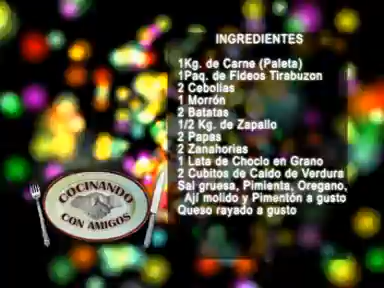 INGREDIENTES
1Kg. de Carne (Paleta)
1Paq. de Fideos Tirabuzon
2 Cebollas
1 Morrón
2 Batatas
1/2 Kg. de Zapallo
2 Papas
2 Zanahorias
1 Lata de Choclo en Grano
2 Cubitos de Caldo de Verdura
Sal gruesa, Pimienta, Oregano,
Ají molido y Pimentón a gusto
Queso rayado a gusto
COCINANDO
CON AMIGOS